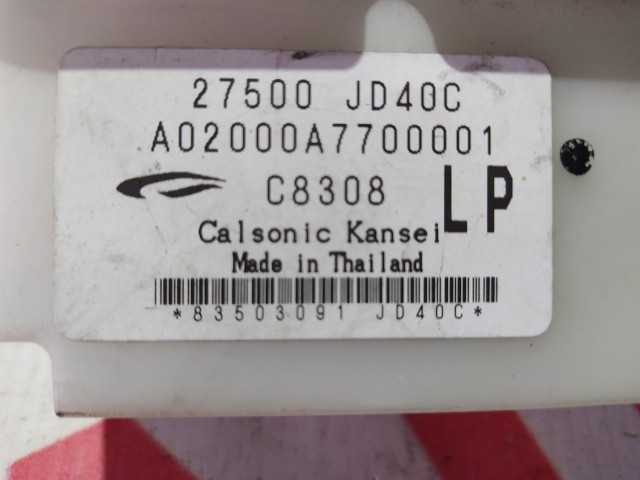 27500 JD40C
A02000A7700001
C8308 LP
Calsonic Kansei
Made in Thailand
*83503091 JD40C*